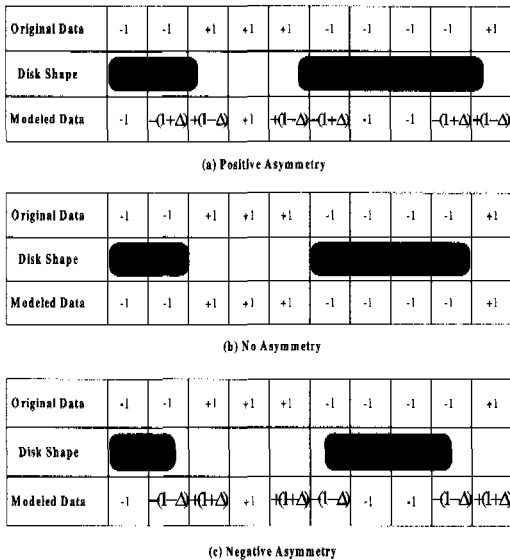 Original Data -1 -1 +1 +1 +1 -1 -1 -1 -1 +1
Disk Shape
Modeled Data -1 -(1+Δ) +(1-Δ) +1 +(1-Δ) -(1+Δ) -1 -1 -(1+Δ) +(1-Δ)
(a) Positive Asymmetry
Original Data -1 -1 +1 +1 +1 -1 -1 -1 -1 +1
Disk Shape
Modeled Data -1 -1 +1 +1 +1 -1 -1 -1 -1 +1
(b) No Asymmetry
Original Data -1 -1 +1 +1 +1 -1 -1 -1 -1 +1
Disk Shape
Modeled Data -1 -(1-Δ) +(1+Δ) +1 +(1+Δ) -(1-Δ) -1 -1 -(1-Δ) +(1+Δ)
(c) Negative Asymmetry